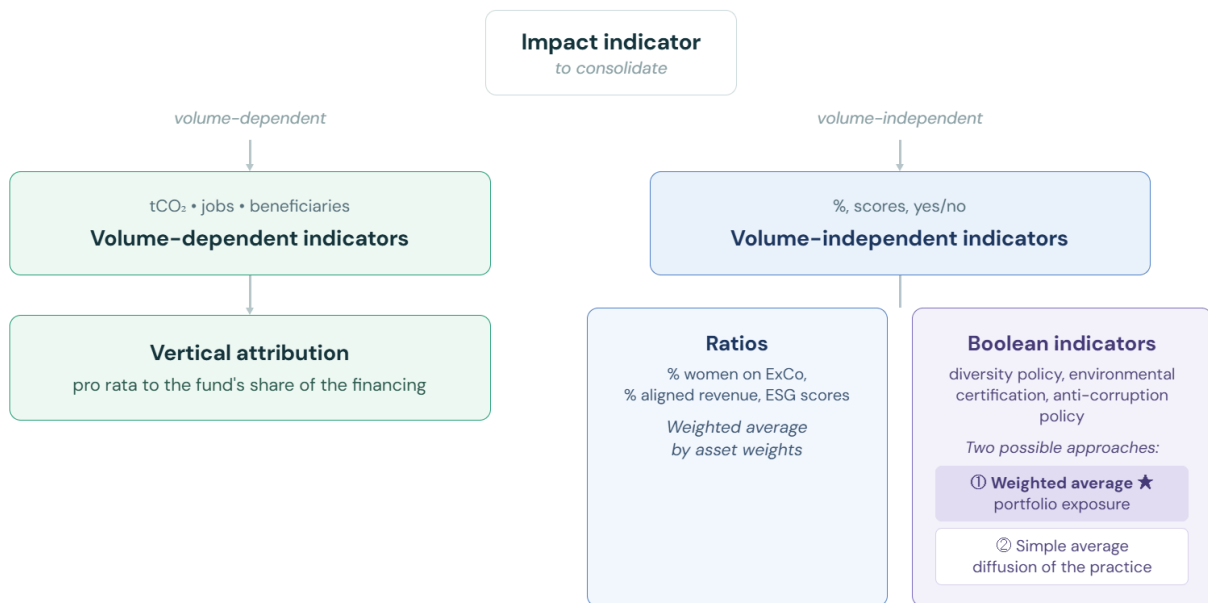 Impact indicator
to consolidate
volume-dependent
volume-independent
tCO₂ • jobs • beneficiaries
Volume-dependent indicators
%, scores, yes/no
Volume-independent indicators
Vertical attribution
pro rata to the fund's share of the financing
Ratios
% women on ExCo,
% aligned revenue, ESG scores
Weighted average
by asset weights
Boolean indicators
diversity policy, environmental
certification, anti-corruption
policy
Two possible approaches:
① Weighted average ★
portfolio exposure
② Simple average
diffusion of the practice